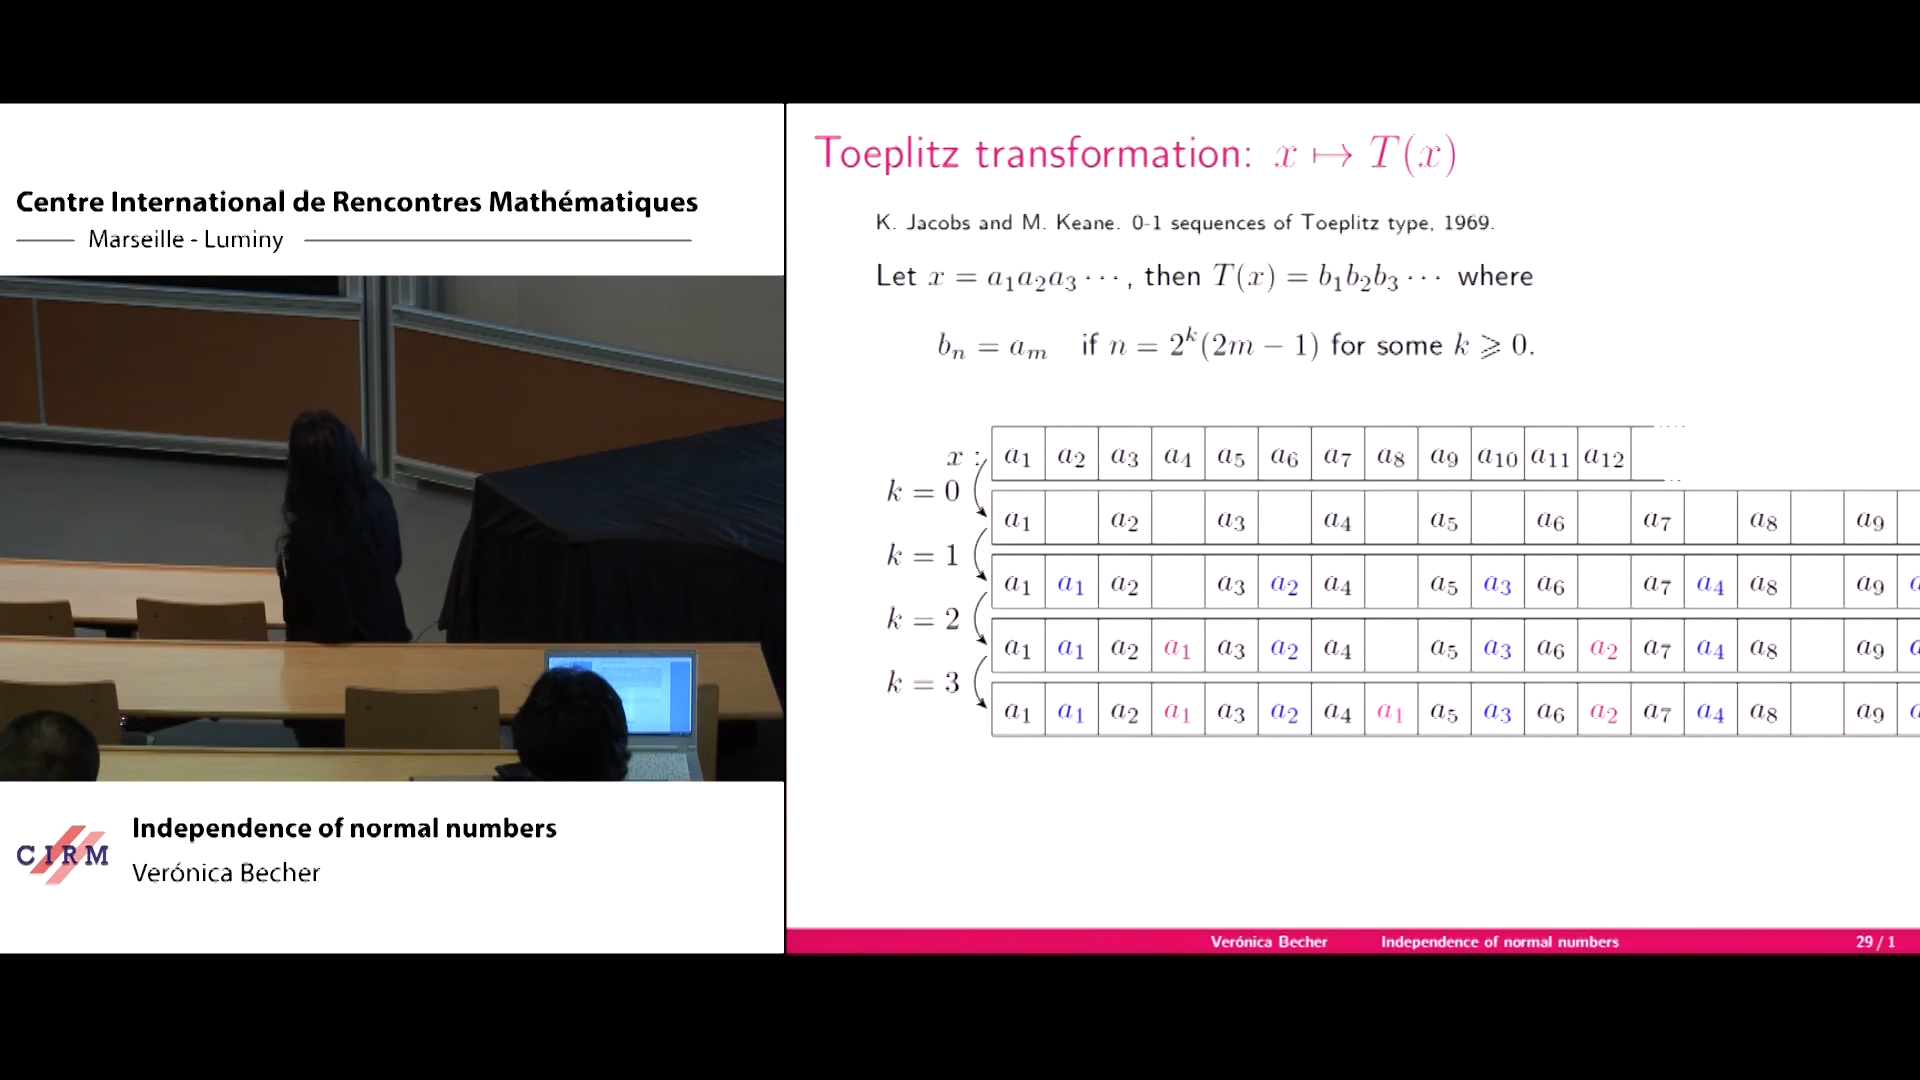 Centre International de Rencontres Mathématiques
Marseille - Luminy
Independence of normal numbers
Verónica Becher
CIRM
Toeplitz transformation: x ↦ T(x)
K. Jacobs and M. Keane. 0-1 sequences of Toeplitz type, 1969.
Let x = a₁a₂a₃ ⋯ , then T(x) = b₁b₂b₃ ⋯ where
bₙ = aₘ if n = 2ᵏ(2m − 1) for some k ⩾ 0.
x : a₁ a₂ a₃ a₄ a₅ a₆ a₇ a₈ a₉ a₁₀ a₁₁ a₁₂
k = 0
a₁ a₂ a₃ a₄ a₅ a₆ a₇ a₈ a₉
k = 1
a₁ a₁ a₂ a₃ a₂ a₄ a₅ a₃ a₆ a₇ a₄ a₈ a₉
k = 2
a₁ a₁ a₂ a₁ a₃ a₂ a₄ a₅ a₃ a₆ a₂ a₇ a₄ a₈ a₉
k = 3
a₁ a₁ a₂ a₁ a₃ a₂ a₄ a₁ a₅ a₃ a₆ a₂ a₇ a₄ a₈ a₉
Verónica Becher Independence of normal numbers 29 / 1